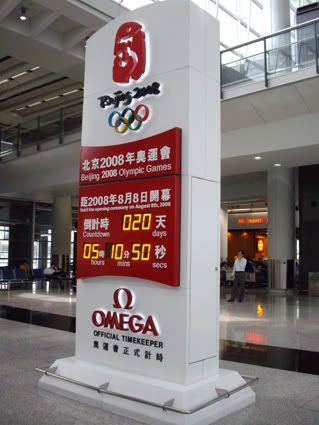 Beijing 2008
北京2008年奧運會
Beijing 2008 Olympic Games
距2008年8月8日開幕
Until the opening ceremony on August 8th, 2008
倒計時 020 天
Countdown days
05 時 10 分 50 秒
hours mins secs
Ω
OMEGA
OFFICIAL TIMEKEEPER
奧運會正式計時